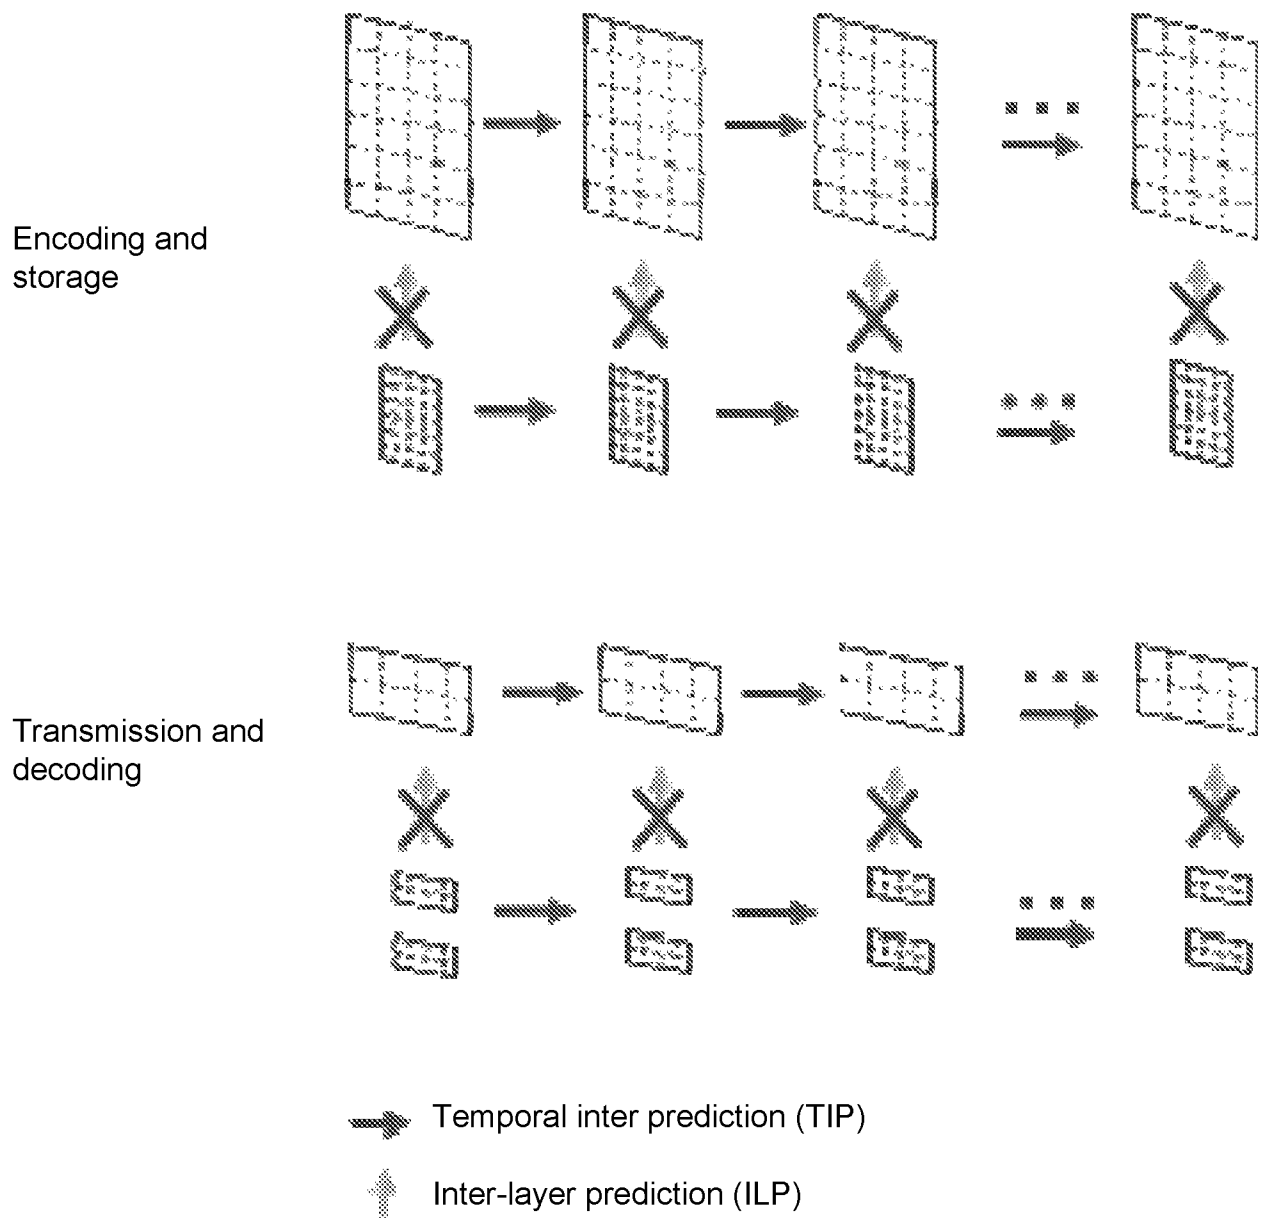 Encoding and
storage
Transmission and
decoding
Temporal inter prediction (TIP)
Inter-layer prediction (ILP)